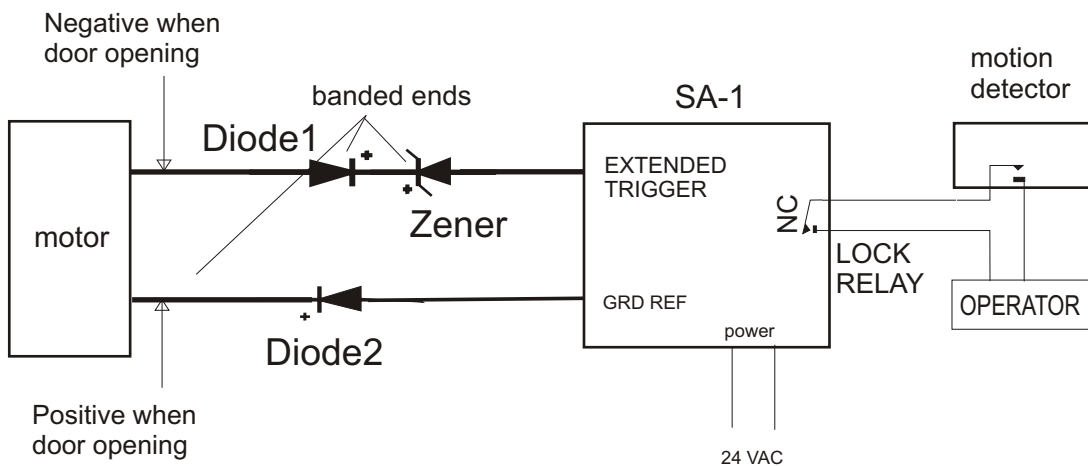 Negative when
door opening
banded ends
SA-1
motion
detector
Diode1
+
+
EXTENDED
TRIGGER
Zener
NC
motor
LOCK
RELAY
GRD REF
OPERATOR
+
power
Diode2
Positive when
door opening
24 VAC